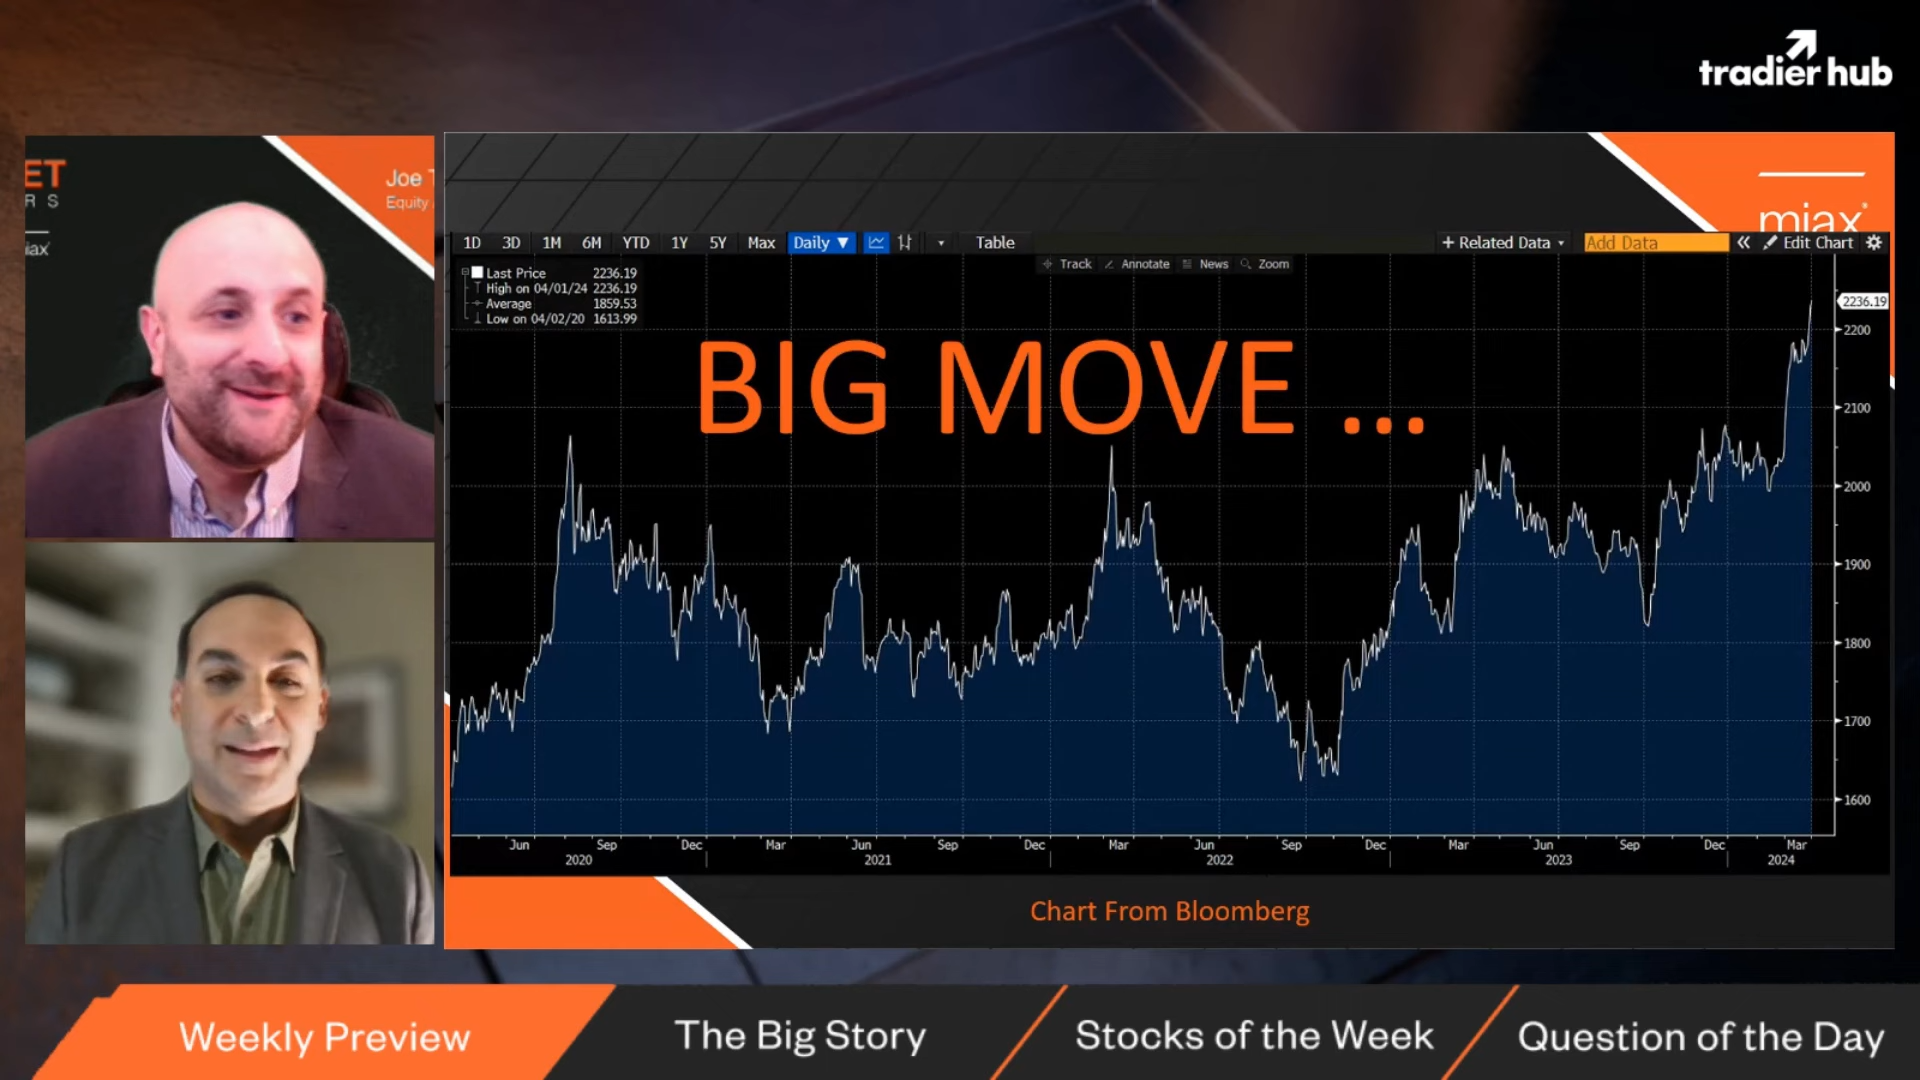 tradier hub
ET
R S
iax
Joe T
Equity
miax
1D 3D 1M 6M YTD 1Y 5Y Max Daily ▼ Table + Related Data Add Data « Edit Chart
Track Annotate News Zoom
Last Price 2236.19
High on 04/01/24 2236.19
Average 1859.53
Low on 04/02/20 1613.99
BIG MOVE ...
2236.19
2200
2100
2000
1900
1800
1700
1600
Jun Sep Dec Mar Jun Sep Dec Mar Jun Sep Dec Mar Jun Sep Dec Mar
2020 2021 2022 2023 2024
Chart From Bloomberg
Weekly Preview The Big Story Stocks of the Week Question of the Day